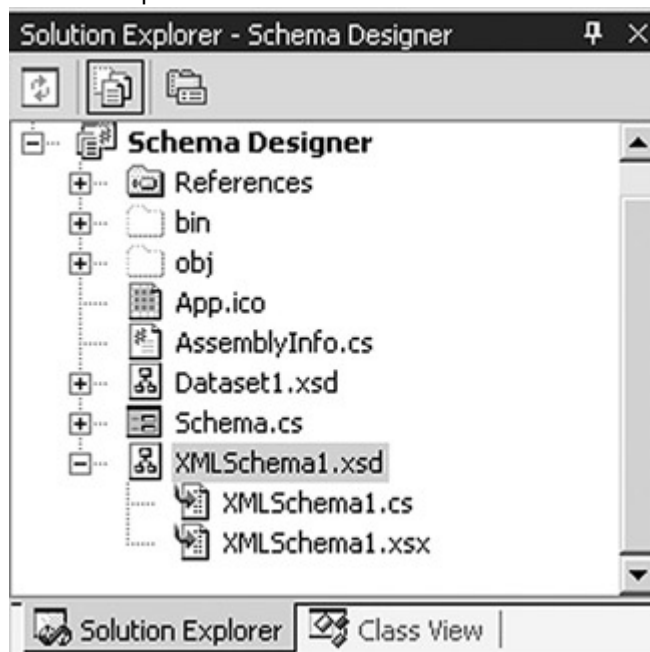 Solution Explorer - Schema Designer
Schema Designer
References
bin
obj
App.ico
AssemblyInfo.cs
Dataset1.xsd
Schema.cs
XMLSchema1.xsd
XMLSchema1.cs
XMLSchema1.xsx
Solution Explorer Class View